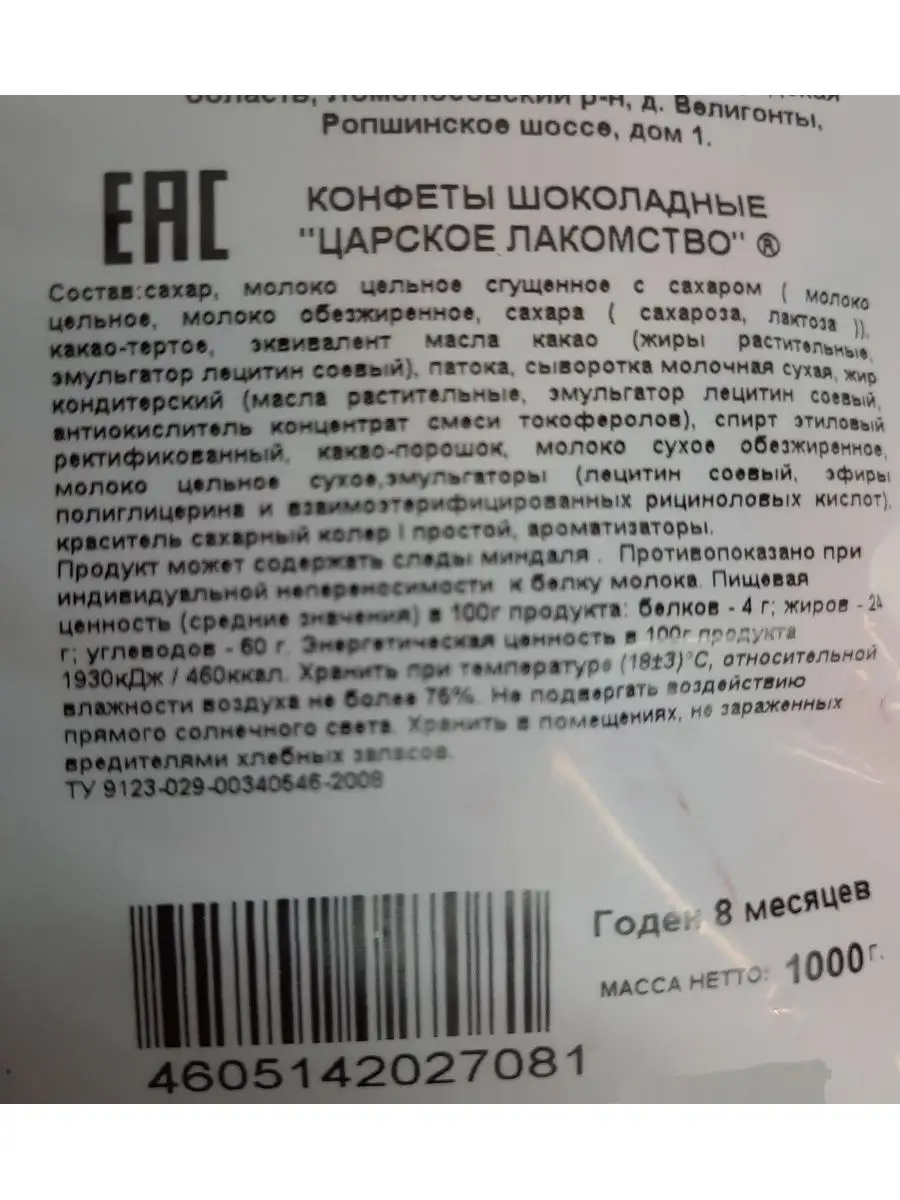 область, Ломоносовский р-н, д. Велигонты,
Ропшинское шоссе, дом 1.
ЕАС
КОНФЕТЫ ШОКОЛАДНЫЕ
"ЦАРСКОЕ ЛАКОМСТВО" ®
Состав:сахар, молоко цельное сгущенное с сахаром ( молоко
цельное, молоко обезжиренное, сахара ( сахароза, лактоза )),
какао-тертое, эквивалент масла какао (жиры растительные,
эмульгатор лецитин соевый), патока, сыворотка молочная сухая, жир
кондитерский (масла растительные, эмульгатор лецитин соевый,
антиокислитель концентрат смеси токоферолов), спирт этиловый
ректификованный, какао-порошок, молоко сухое обезжиренное,
молоко цельное сухое,эмульгаторы (лецитин соевый, эфиры
полиглицерина и взаимоэтерифицированных рициноловых кислот),
краситель сахарный колер I простой, ароматизаторы.
Продукт может содержать следы миндаля . Противопоказано при
индивидуальной непереносимости к белку молока. Пищевая
ценность (средние значения) в 100г продукта: белков - 4 г; жиров - 24
г; углеводов - 60 г. Энергетическая ценность в 100г продукта
1930кДж / 460ккал. Хранить при температуре (18±3)°С, относительной
влажности воздуха не более 75%. Не подвергать воздействию
прямого солнечного света. Хранить в помещениях, не зараженных
вредителями хлебных запасов.
ТУ 9123-029-00340546-2008
Годен 8 месяцев
МАССА НЕТТО: 1000г.
4605142027081